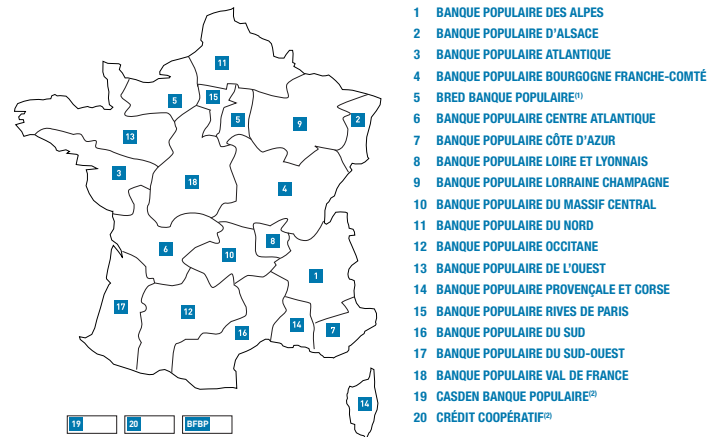 11
5
15
5
9
2
13
3
18
4
6
10
8
1
17
12
16
14
7
14
19
20
BFBP
1 BANQUE POPULAIRE DES ALPES
2 BANQUE POPULAIRE D'ALSACE
3 BANQUE POPULAIRE ATLANTIQUE
4 BANQUE POPULAIRE BOURGOGNE FRANCHE-COMTÉ
5 BRED BANQUE POPULAIRE(1)
6 BANQUE POPULAIRE CENTRE ATLANTIQUE
7 BANQUE POPULAIRE CÔTE D'AZUR
8 BANQUE POPULAIRE LOIRE ET LYONNAIS
9 BANQUE POPULAIRE LORRAINE CHAMPAGNE
10 BANQUE POPULAIRE DU MASSIF CENTRAL
11 BANQUE POPULAIRE DU NORD
12 BANQUE POPULAIRE OCCITANE
13 BANQUE POPULAIRE DE L'OUEST
14 BANQUE POPULAIRE PROVENÇALE ET CORSE
15 BANQUE POPULAIRE RIVES DE PARIS
16 BANQUE POPULAIRE DU SUD
17 BANQUE POPULAIRE DU SUD-OUEST
18 BANQUE POPULAIRE VAL DE FRANCE
19 CASDEN BANQUE POPULAIRE(2)
20 CRÉDIT COOPÉRATIF(2)